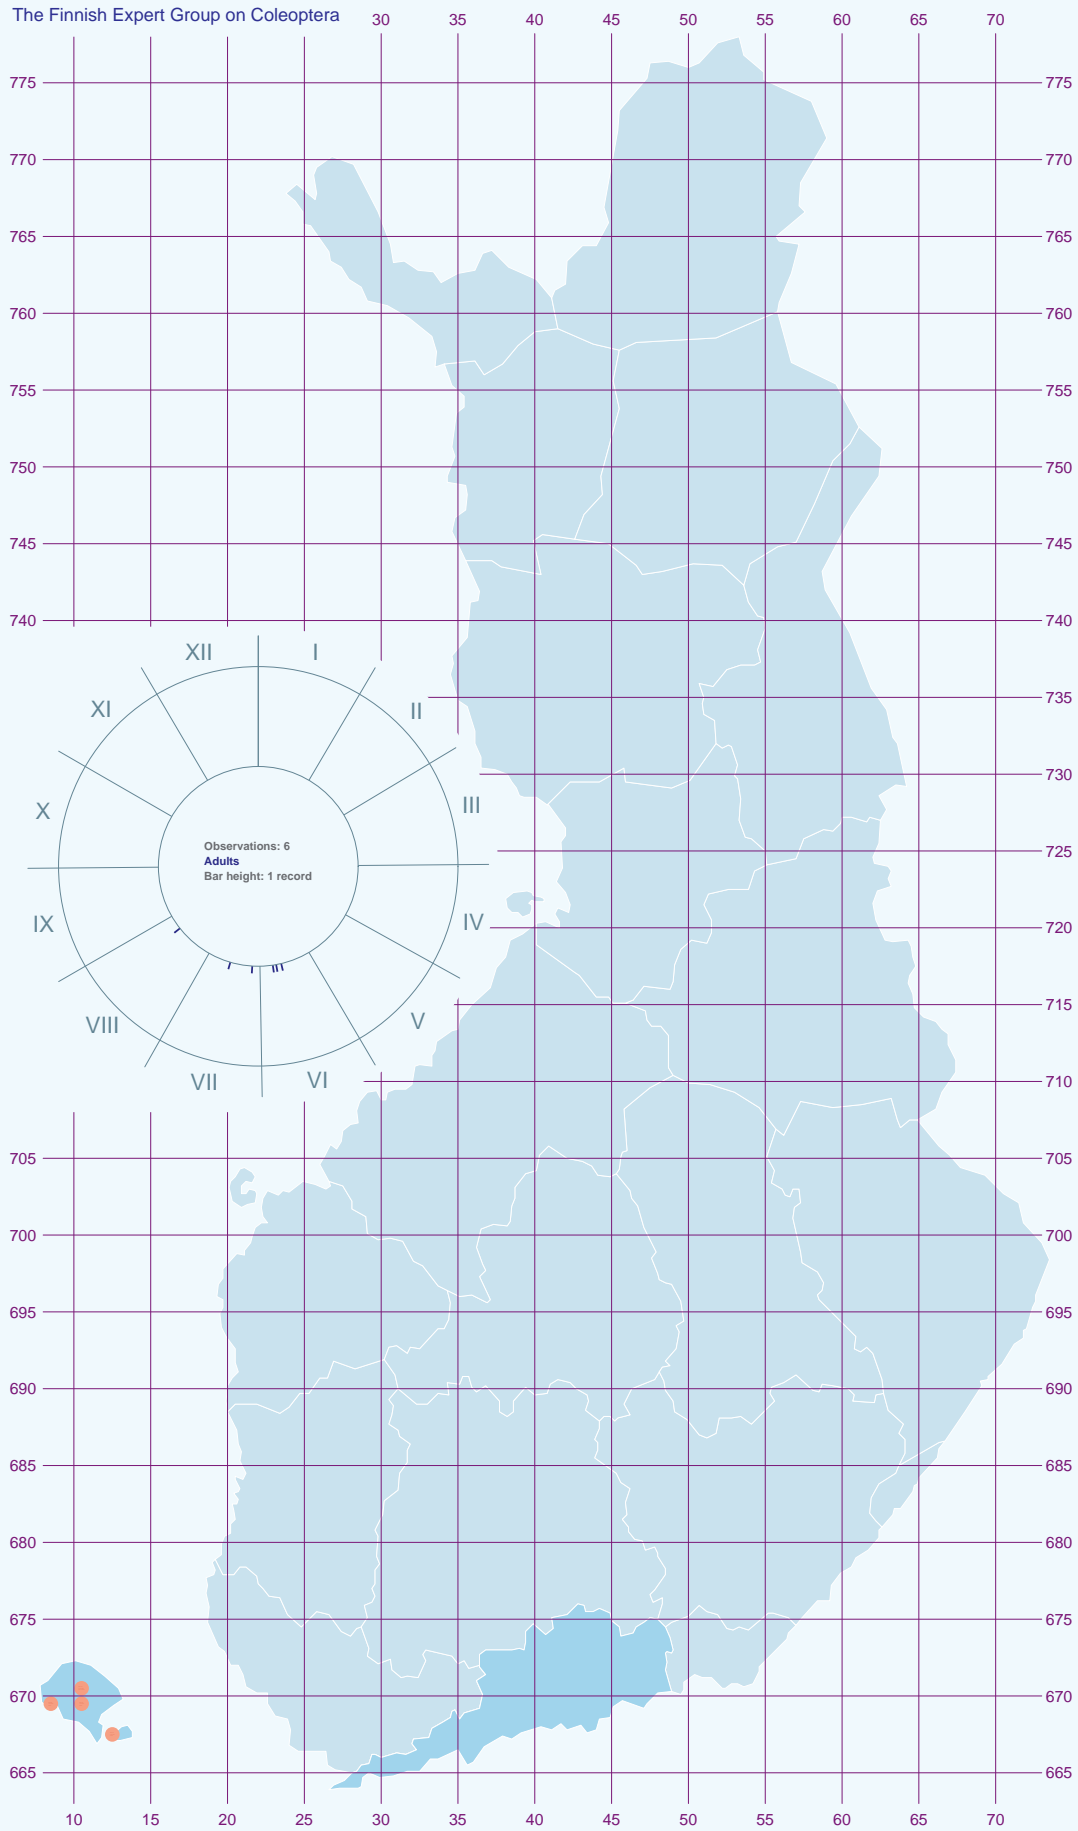 The Finnish Expert Group on Coleoptera
30 35 40 45 50 55 60 65 70
775 775
770 770
765 765
760 760
755 755
750 750
745 745
740 740
XII I
XI II
735
730
X III
725
Observations: 6
Adults
Bar height: 1 record
IX IV
720
715
VIII V
VII VI
710
705 705
700 700
695 695
690 690
685 685
680 680
675 675
670 670
665 665
10 15 20 25 30 35 40 45 50 55 60 65 70